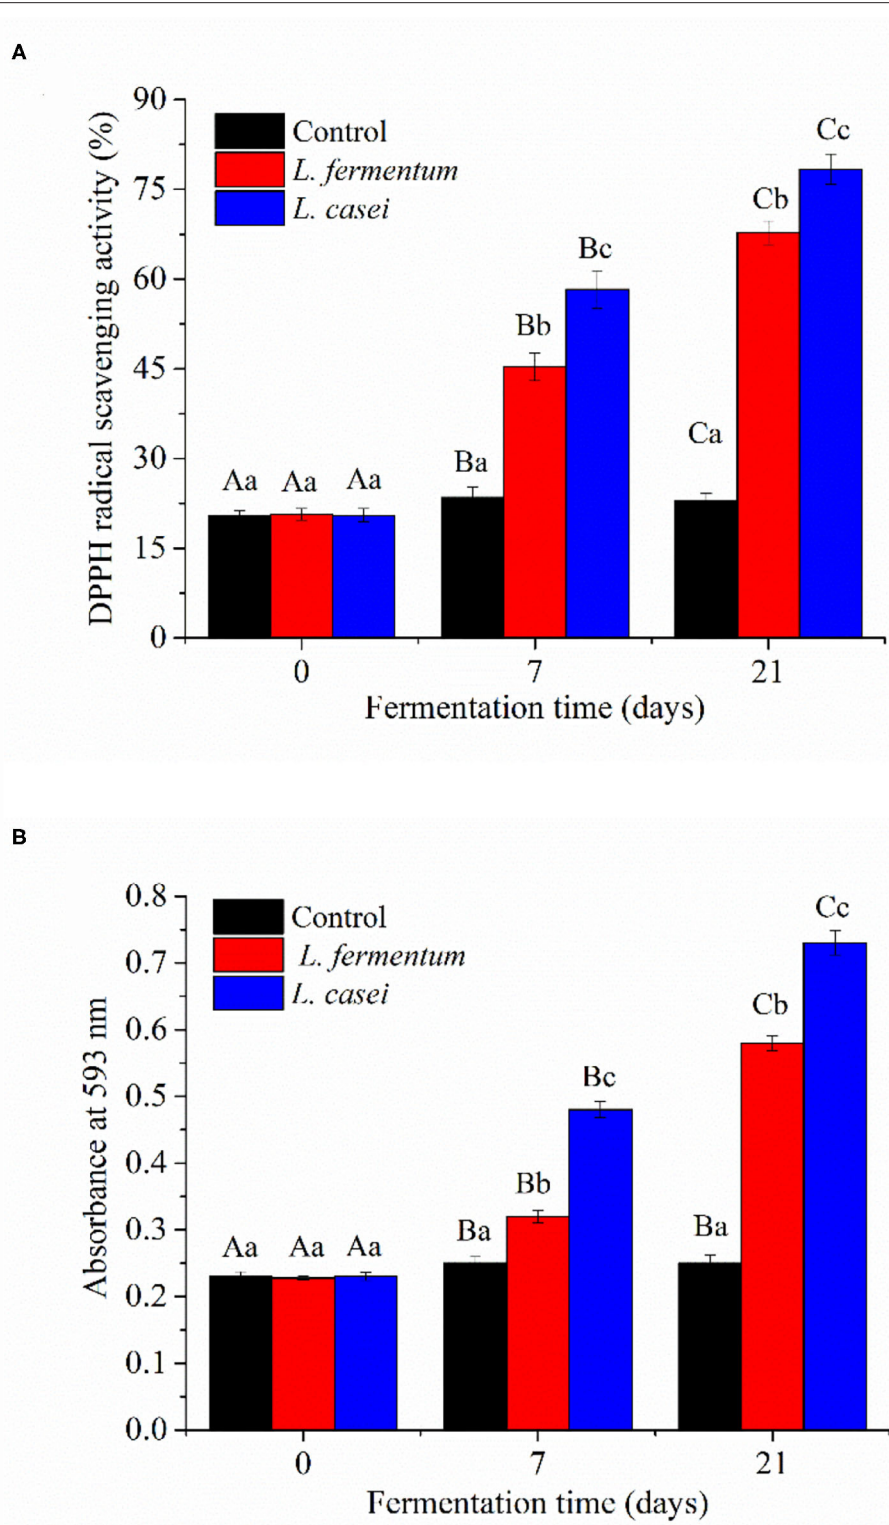 A
90
75
60
45
30
15
0
DPPH radical scavenging activity (%)
Control
L. fermentum
L. casei
Aa Aa Aa
Ba Bb Bc
Ca Cb Cc
0 7 21
Fermentation time (days)
B
0.8
0.7
0.6
0.5
0.4
0.3
0.2
0.1
0.0
Absorbance at 593 nm
Control
L. fermentum
L. casei
Aa Aa Aa
Ba Bb Bc
Ba Cb Cc
0 7 21
Fermentation time (days)